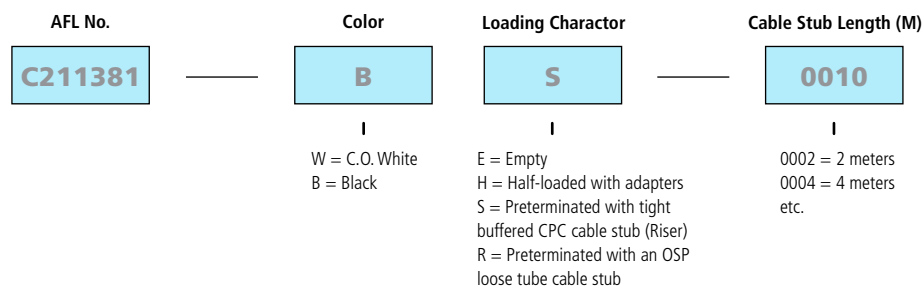 AFL No.
Color
Loading Charactor
Cable Stub Length (M)
C211381
B
S
0010
W = C.O. White
B = Black
E = Empty
H = Half-loaded with adapters
S = Preterminated with tight
buffered CPC cable stub (Riser)
R = Preterminated with an OSP
loose tube cable stub
0002 = 2 meters
0004 = 4 meters
etc.